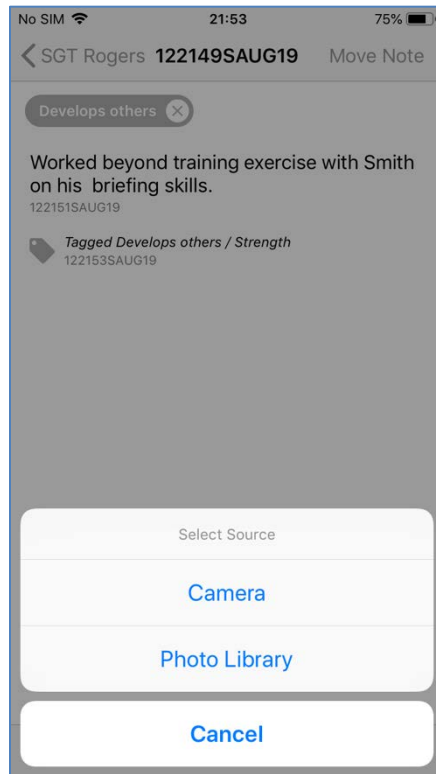 No SIM 21:53 75%
SGT Rogers 122149SAUG19 Move Note
Develops others
Worked beyond training exercise with Smith
on his briefing skills.
122151SAUG19
Tagged Develops others / Strength
122153SAUG19
Select Source
Camera
Photo Library
Cancel